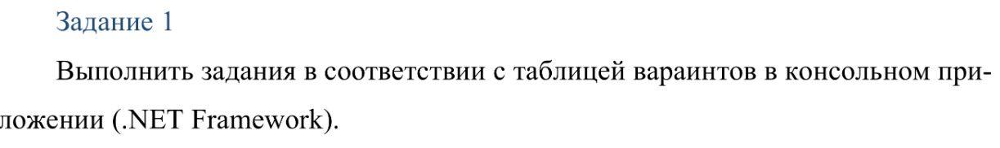 Задание 1
Выполнить задания в соответствии с таблицей вараинтов в консольном при-
ложении (.NET Framework).